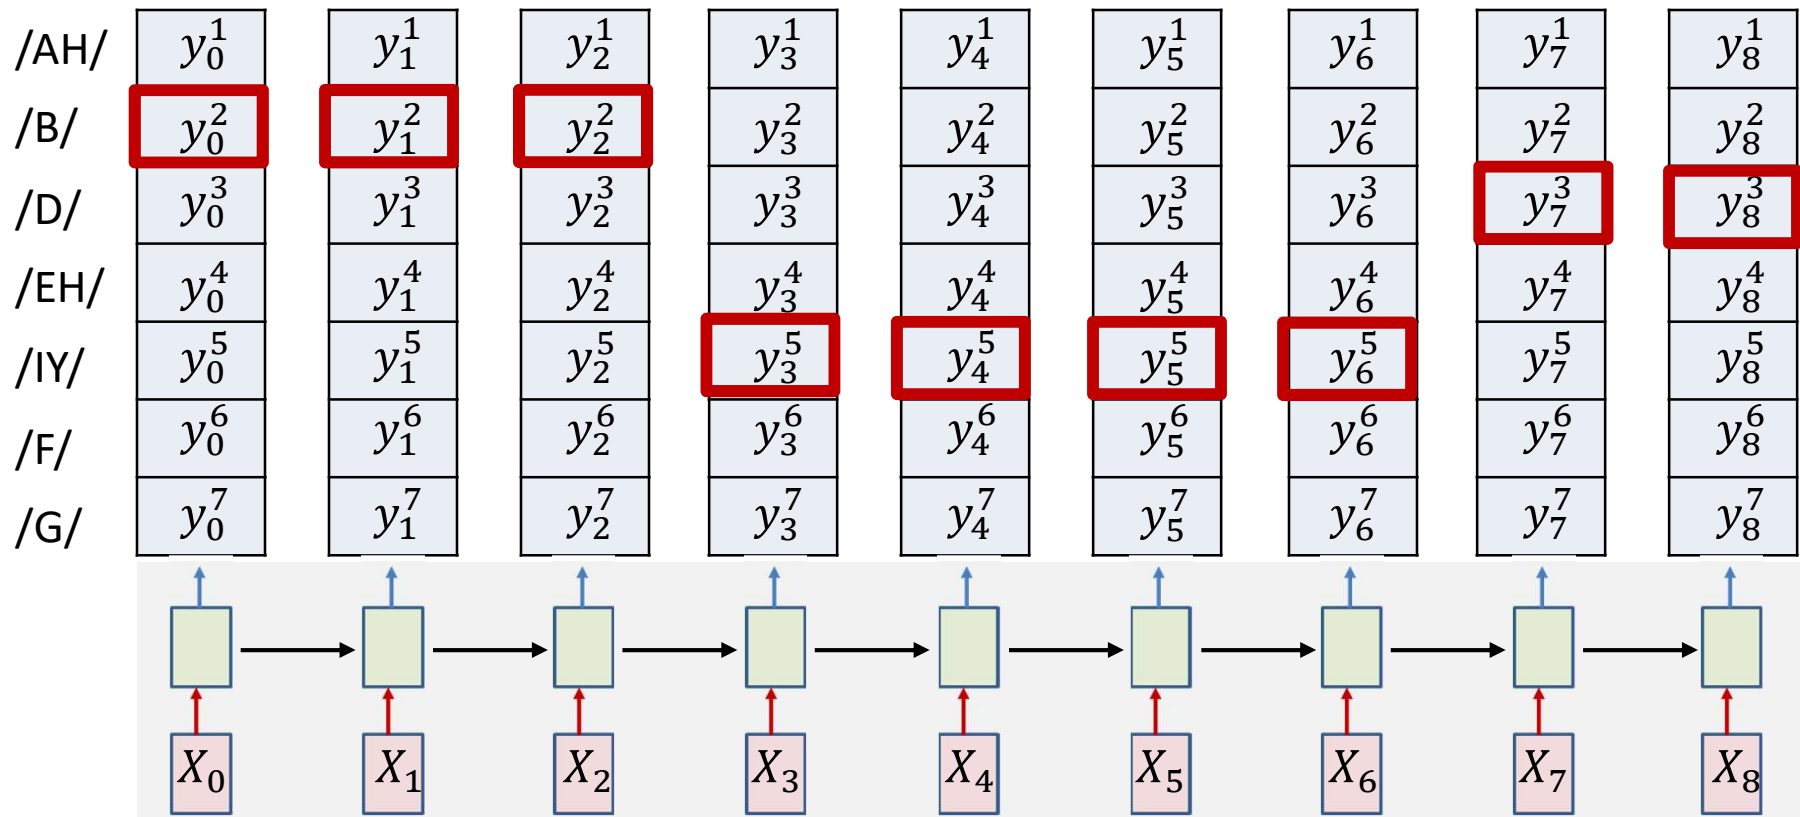 /AH/ y_0^1 y_1^1 y_2^1 y_3^1 y_4^1 y_5^1 y_6^1 y_7^1 y_8^1
/B/ y_0^2 y_1^2 y_2^2 y_3^2 y_4^2 y_5^2 y_6^2 y_7^2 y_8^2
/D/ y_0^3 y_1^3 y_2^3 y_3^3 y_4^3 y_5^3 y_6^3 y_7^3 y_8^3
/EH/ y_0^4 y_1^4 y_2^4 y_3^4 y_4^4 y_5^4 y_6^4 y_7^4 y_8^4
/IY/ y_0^5 y_1^5 y_2^5 y_3^5 y_4^5 y_5^5 y_6^5 y_7^5 y_8^5
/F/ y_0^6 y_1^6 y_2^6 y_3^6 y_4^6 y_5^6 y_6^6 y_7^6 y_8^6
/G/ y_0^7 y_1^7 y_2^7 y_3^7 y_4^7 y_5^7 y_6^7 y_7^7 y_8^7
X_0 X_1 X_2 X_3 X_4 X_5 X_6 X_7 X_8